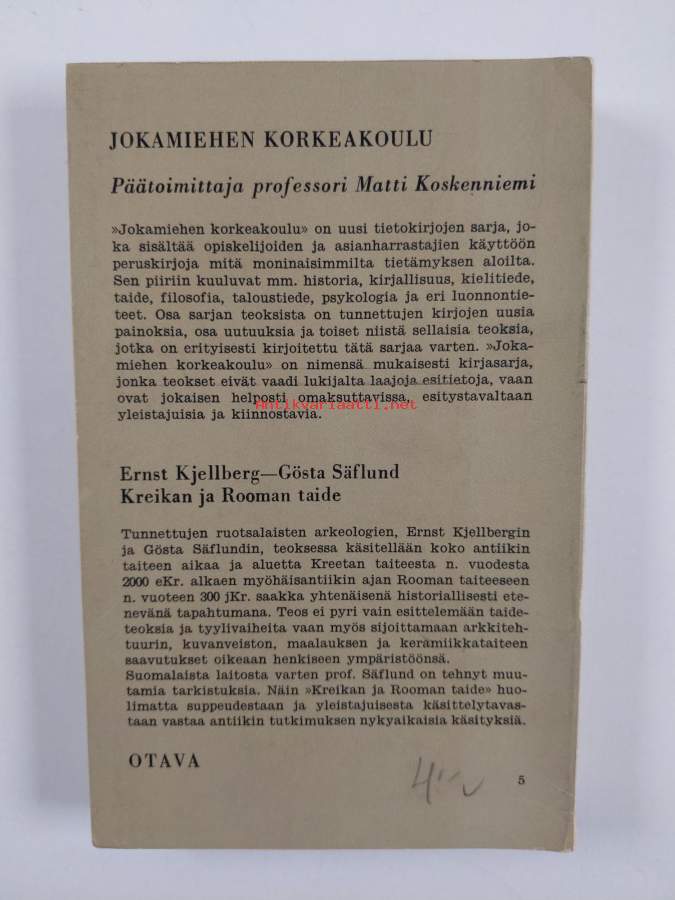 JOKAMIEHEN KORKEAKOULU
Päätoimittaja professori Matti Koskenniemi
»Jokamiehen korkeakoulu» on uusi tietokirjojen sarja, jo-
ka sisältää opiskelijoiden ja asianharrastajien käyttöön
peruskirjoja mitä moninaisimmilta tietämyksen aloilta.
Sen piiriin kuuluvat mm. historia, kirjallisuus, kielitiede,
taide, filosofia, taloustiede, psykologia ja eri luonnontie-
teet. Osa sarjan teoksista on tunnettujen kirjojen uusia
painoksia, osa uutuuksia ja toiset niistä sellaisia teoksia,
jotka on erityisesti kirjoitettu tätä sarjaa varten. »Joka-
miehen korkeakoulu» on nimensä mukaisesti kirjasarja,
jonka teokset eivät vaadi lukijalta laajoja esitietoja, vaan
ovat jokaisen helposti omaksuttavissa, esitystavaltaan
Antikvariaatti.net
yleistajuisia ja kiinnostavia.
Ernst Kjellberg—Gösta Säflund
Kreikan ja Rooman taide
Tunnettujen ruotsalaisten arkeologien, Ernst Kjellbergin
ja Gösta Säflundin, teoksessa käsitellään koko antiikin
taiteen aikaa ja aluetta Kreetan taiteesta n. vuodesta
2000 eKr. alkaen myöhäisantiikin ajan Rooman taiteeseen
n. vuoteen 300 jKr. saakka yhtenäisenä historiallisesti ete-
nevänä tapahtumana. Teos ei pyri vain esittelemään taide-
teoksia ja tyylivaiheita vaan myös sijoittamaan arkkiteh-
tuurin, kuvanveiston, maalauksen ja keramiikkataiteen
saavutukset oikeaan henkiseen ympäristöönsä.
Suomalaista laitosta varten prof. Säflund on tehnyt muu-
tamia tarkistuksia. Näin »Kreikan ja Rooman taide» huo-
limatta suppeudestaan ja yleistajuisesta käsittelytavas-
taan vastaa antiikin tutkimuksen nykyaikaisia käsityksiä.
OTAVA
5